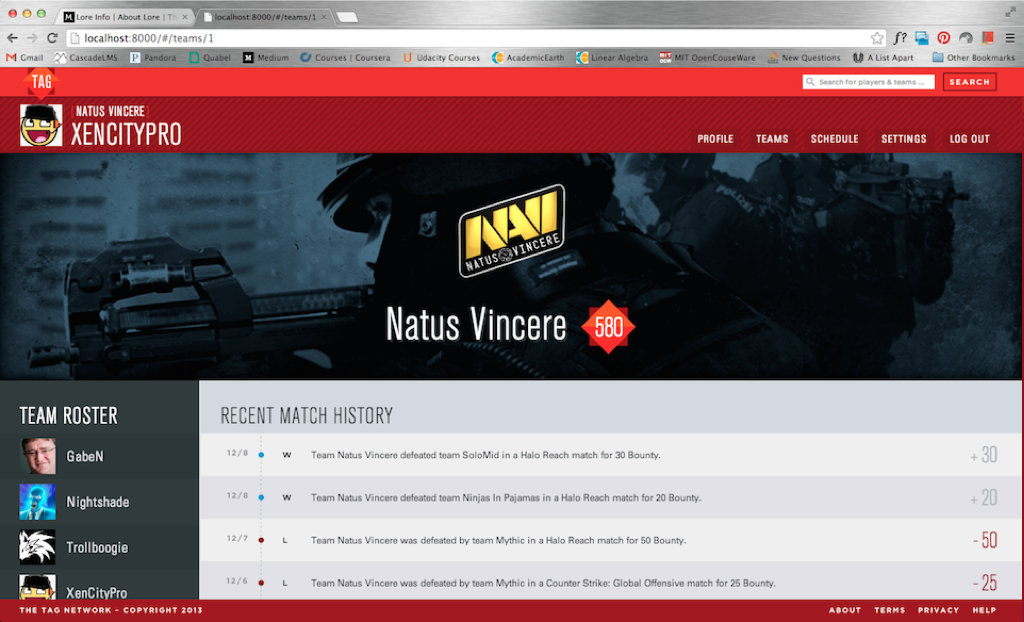 Lore Info | About Lore | Th
localhost:8000/#/teams/1
localhost:8000/#/teams/1
f?
Gmail CascadeLMS Pandora Quabel Medium Courses | Coursera Udacity Courses AcademicEarth Linear Algebra MIT OpenCouseWare New Questions A List Apart Other Bookmarks
TAG
Search for players & teams ...
SEARCH
NATUS VINCERE
XENCITYPRO
PROFILE TEAMS SCHEDULE SETTINGS LOG OUT
NAVI
NATUS VINCERE
Natus Vincere 580
TEAM ROSTER
GabeN
Nightshade
Trollboogie
XenCityPro
RECENT MATCH HISTORY
12/8 W Team Natus Vincere defeated team SoloMid in a Halo Reach match for 30 Bounty. + 30
12/8 W Team Natus Vincere defeated team Ninjas In Pajamas in a Halo Reach match for 20 Bounty. + 20
12/7 L Team Natus Vincere was defeated by team Mythic in a Halo Reach match for 50 Bounty. - 50
12/6 L Team Natus Vincere was defeated by team Mythic in a Counter Strike: Global Offensive match for 25 Bounty. - 25
THE TAG NETWORK - COPYRIGHT 2013
ABOUT TERMS PRIVACY HELP